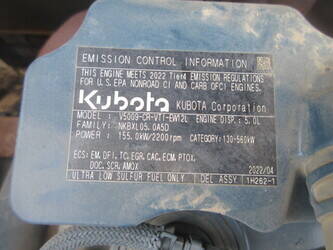 EMISSION CONTROL INFORMATION
THIS ENGINE MEETS 2022 Tier4 EMISSION REGULATIONS
FOR U.S. EPA NONROAD CI AND CARB OFCI ENGINES.
Kubota KUBOTA Corporation
MODEL: V5009-CR-VTI-EW12L ENGINE DISP.: 5.0L
FAMILY: NKBXL05.0A5D
POWER: 155.0kW/2200rpm CATEGORY: 130-560kW
ECS: EM, DFI, TC, EGR, CAC, ECM, PTOX,
DOC, SCR, AMOX
2022/04
ULTRA LOW SULFUR FUEL ONLY DEL ASSY 1H262-1